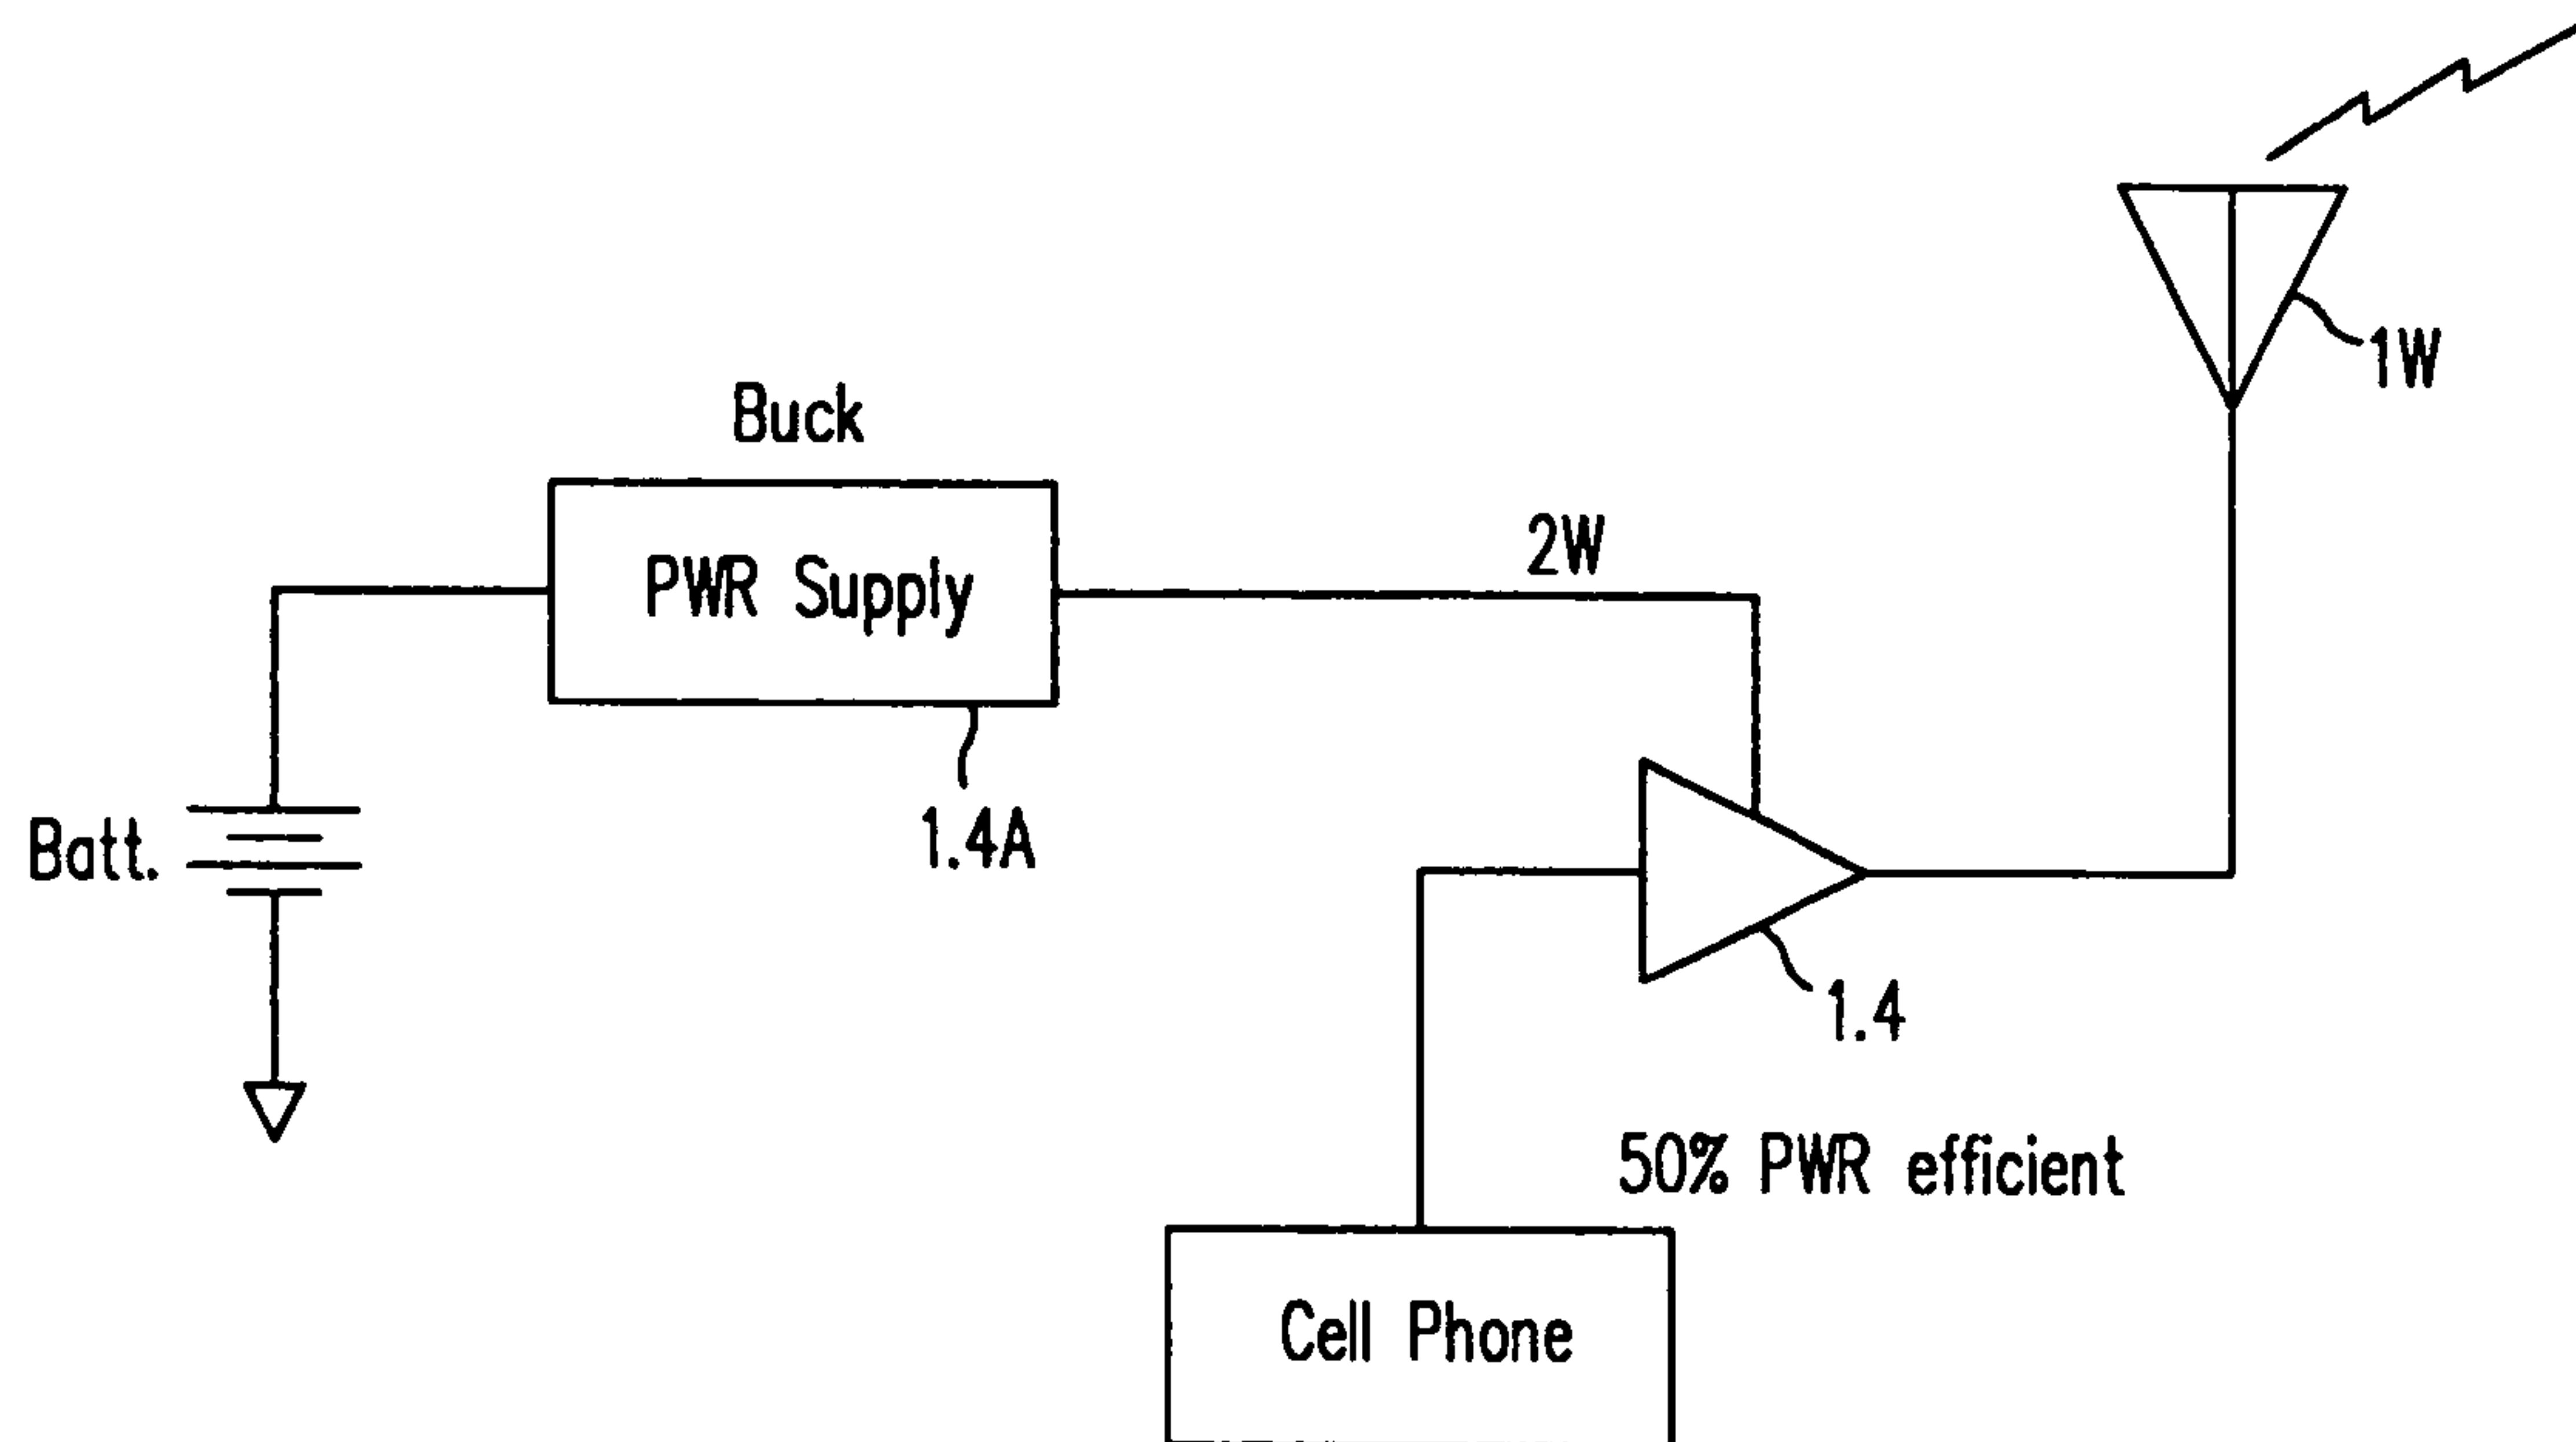 1W
Buck
2W
PWR Supply
1.4A
Batt.
1.4
50% PWR efficient
Cell Phone